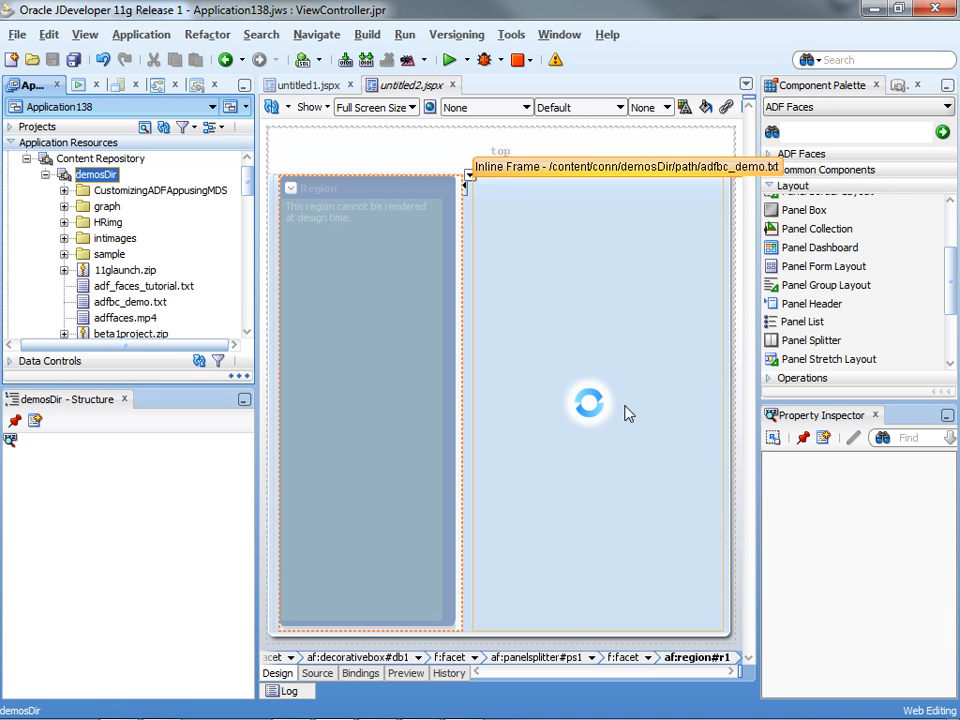 Oracle JDeveloper 11g Release 1 - Application138.jws : ViewController.jpr
File Edit View Application Refactor Search Navigate Build Run Versioning Tools Window Help
Search
Ap...
untitled1.jspx
untitled2.jspx
Component Palette
Application138
Show
Full Screen Size
None
Default
None
ADF Faces
Projects
Application Resources
Content Repository
demosDir
CustomizingADFAppusingMDS
graph
HRimg
intimages
sample
11glaunch.zip
adf_faces_tutorial.txt
adfbc_demo.txt
adffaces.mp4
beta1project.zip
Data Controls
demosDir - Structure
top
Inline Frame - /content/conn/demosDir/path/adfbc_demo.txt
Region
This region cannot be rendered
at design time.
ADF Faces
Common Components
Layout
Panel Border Layout
Panel Box
Panel Collection
Panel Dashboard
Panel Form Layout
Panel Group Layout
Panel Header
Panel List
Panel Splitter
Panel Stretch Layout
Operations
Property Inspector
Find
acet
af:decorativebox#db1
f:facet
af:panelsplitter#ps1
f:facet
af:region#r1
Design Source Bindings Preview History
Log
demosDir
Web Editing